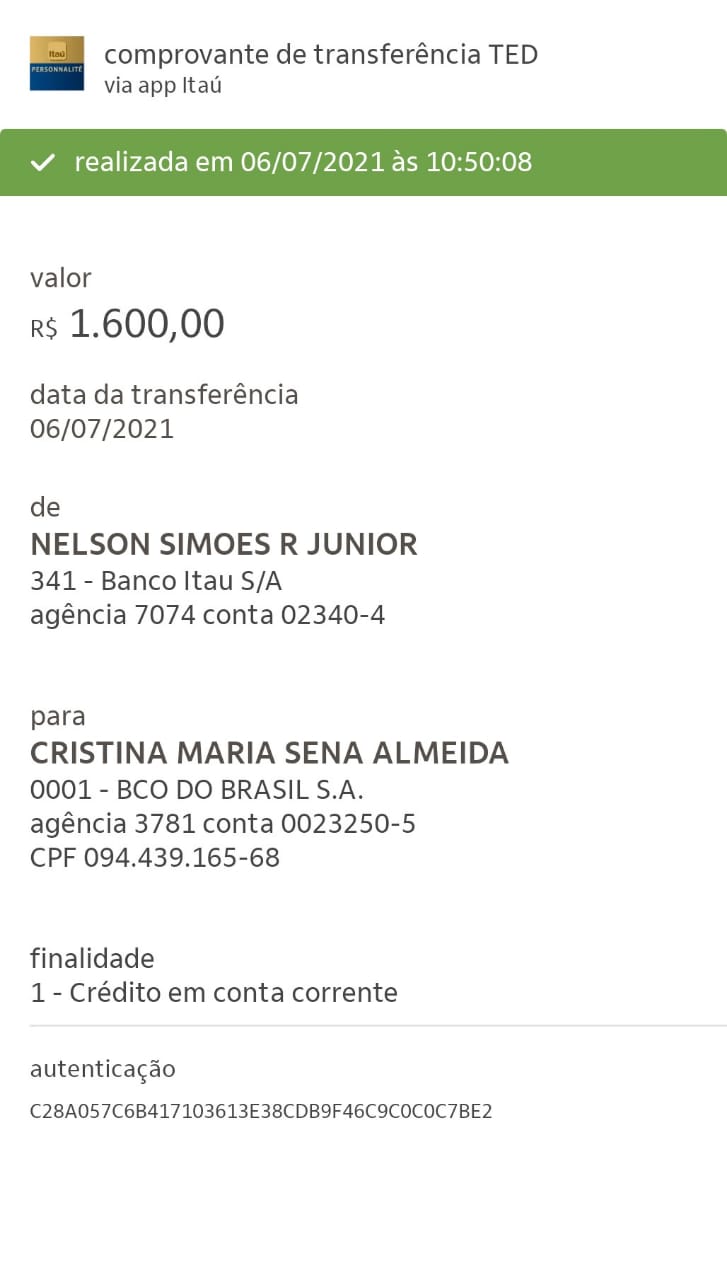 Itaú
PERSONNALITÉ
comprovante de transferência TED
via app Itaú
realizada em 06/07/2021 às 10:50:08
valor
R$ 1.600,00
data da transferência
06/07/2021
de
NELSON SIMOES R JUNIOR
341 - Banco Itau S/A
agência 7074 conta 02340-4
para
CRISTINA MARIA SENA ALMEIDA
0001 - BCO DO BRASIL S.A.
agência 3781 conta 0023250-5
CPF 094.439.165-68
finalidade
1 - Crédito em conta corrente
autenticação
C28A057C6B417103613E38CDB9F46C9C0C0C7BE2